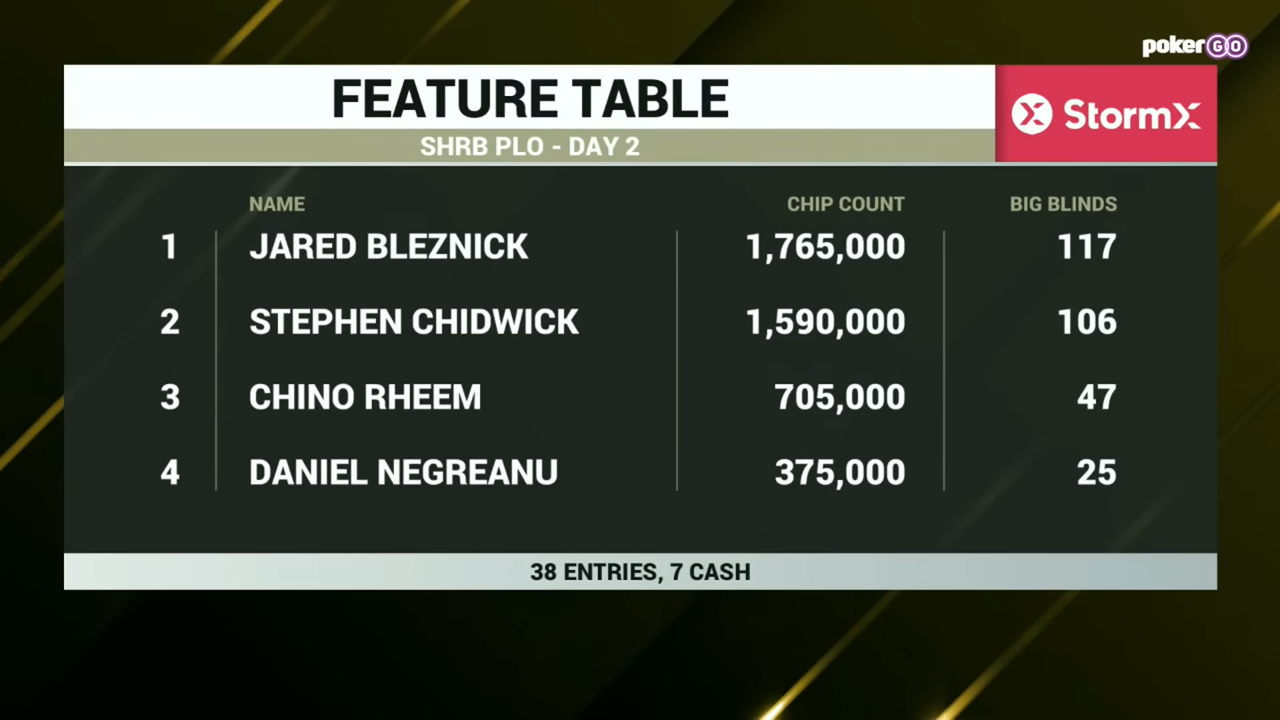 pokerGO
FEATURE TABLE
StormX
SHRB PLO - DAY 2
NAME CHIP COUNT BIG BLINDS
1 JARED BLEZNICK 1,765,000 117
2 STEPHEN CHIDWICK 1,590,000 106
3 CHINO RHEEM 705,000 47
4 DANIEL NEGREANU 375,000 25
38 ENTRIES, 7 CASH